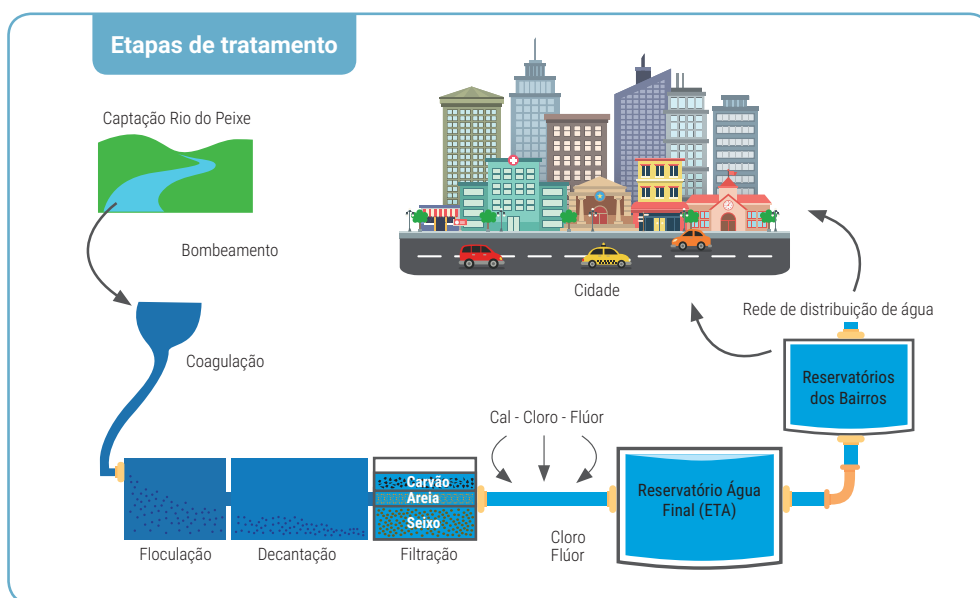 Etapas de tratamento
Captação Rio do Peixe
Bombeamento
Coagulação
Floculação
Decantação
Carvão
Areia
Seixo
Filtração
Cal - Cloro - Flúor
Cloro
Flúor
Reservatório Água
Final (ETA)
Reservatórios
dos Bairros
Rede de distribuição de água
Cidade